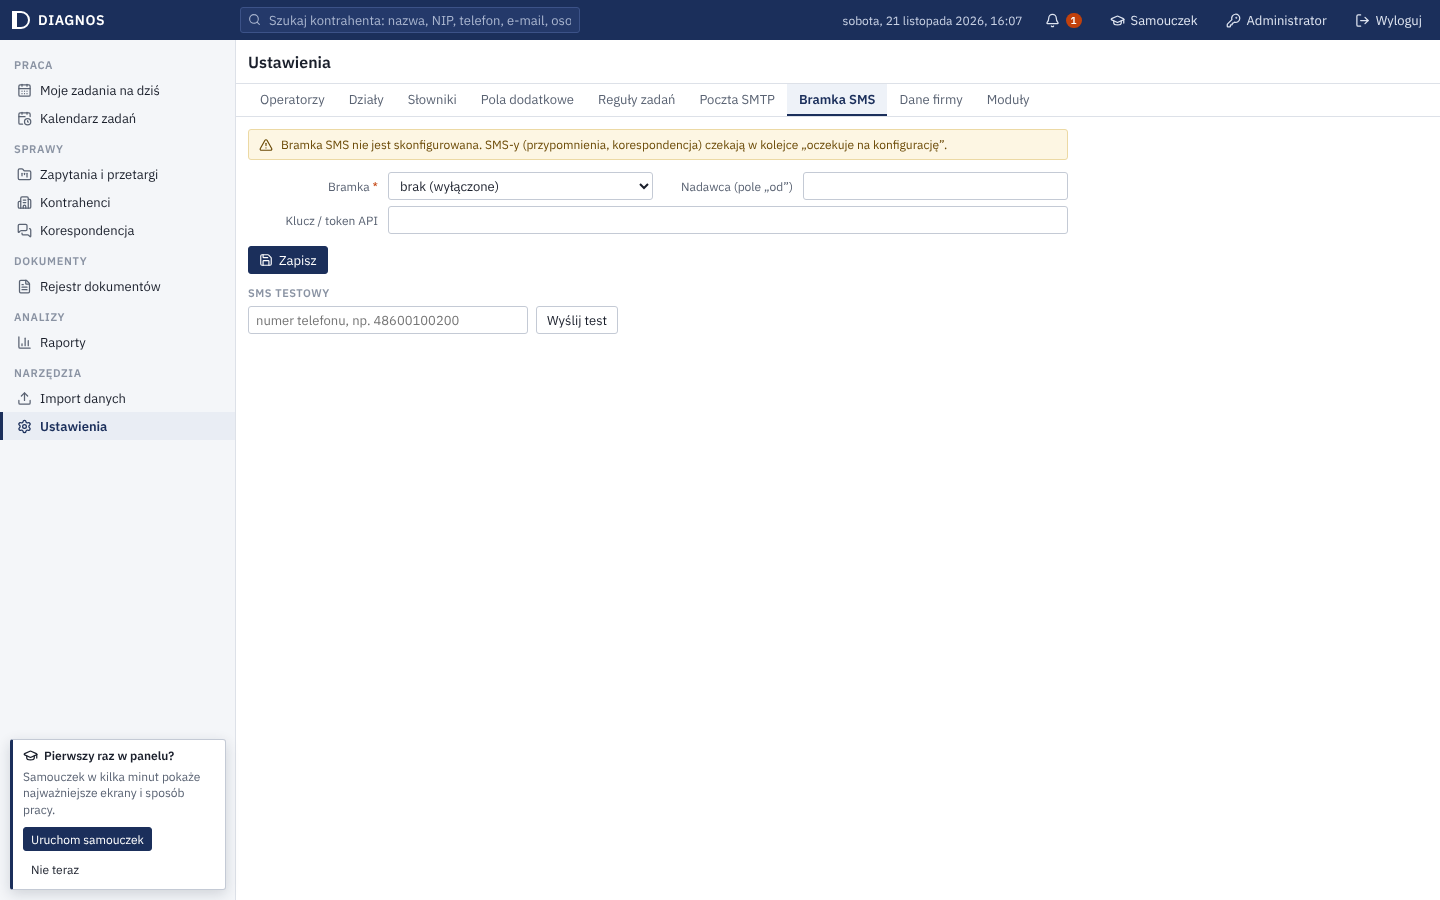 DIAGNOS
Szukaj kontrahenta: nazwa, NIP, telefon, e-mail, oso
sobota, 21 listopada 2026, 16:07
1
Samouczek
Administrator
Wyloguj
PRACA
Moje zadania na dziś
Kalendarz zadań
SPRAWY
Zapytania i przetargi
Kontrahenci
Korespondencja
DOKUMENTY
Rejestr dokumentów
ANALIZY
Raporty
NARZĘDZIA
Import danych
Ustawienia
Pierwszy raz w panelu?
Samouczek w kilka minut pokaże
najważniejsze ekrany i sposób
pracy.
Uruchom samouczek
Nie teraz
Ustawienia
Operatorzy
Działy
Słowniki
Pola dodatkowe
Reguły zadań
Poczta SMTP
Bramka SMS
Dane firmy
Moduły
Bramka SMS nie jest skonfigurowana. SMS-y (przypomnienia, korespondencja) czekają w kolejce „oczekuje na konfigurację”.
Bramka *
brak (wyłączone)
Nadawca (pole „od”)
Klucz / token API
Zapisz
SMS TESTOWY
numer telefonu, np. 48600100200
Wyślij test